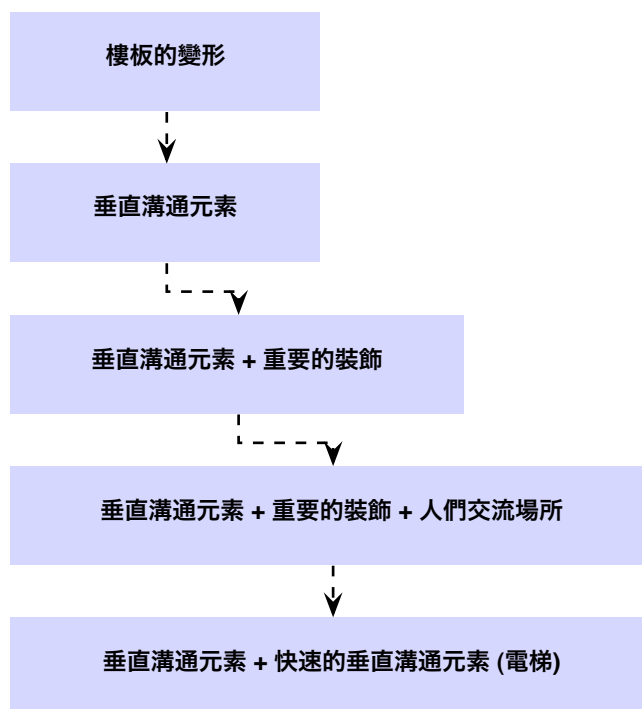 樓板的變形
垂直溝通元素
垂直溝通元素 + 重要的裝飾
垂直溝通元素 + 重要的裝飾 + 人們交流場所
垂直溝通元素 + 快速的垂直溝通元素 (電梯)